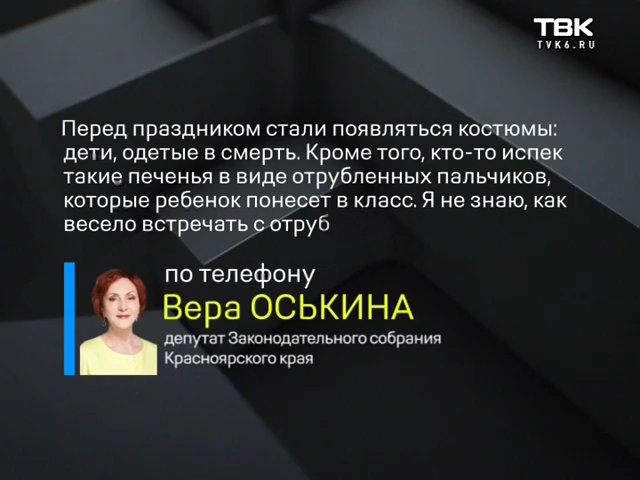 ТВК
TVK6.RU
Перед праздником стали появляться костюмы:
дети, одетые в смерть. Кроме того, кто-то испек
такие печенья в виде отрубленных пальчиков,
которые ребенок понесет в класс. Я не знаю, как
весело встречать с отруб
по телефону
Вера ОСЬКИНА
депутат Законодательного собрания
Красноярского края